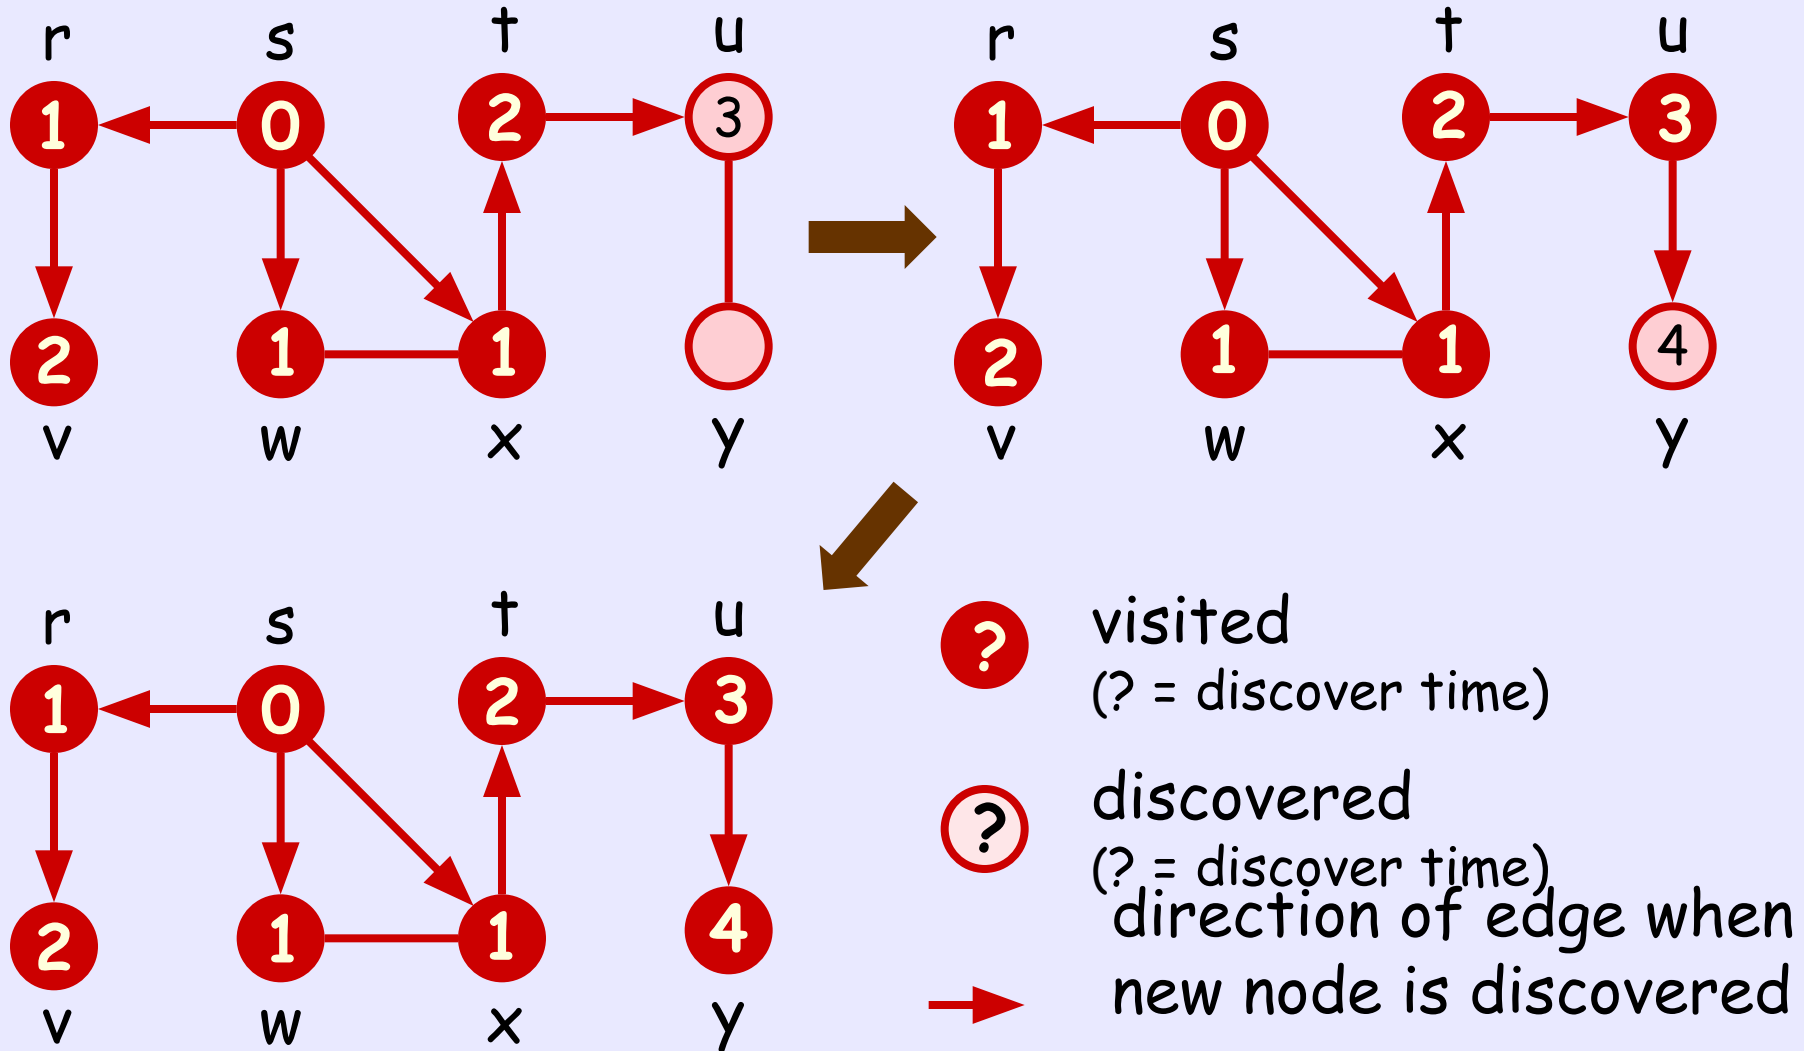 r s t u
1 0 2 3
2 1 1
v w x y
r s t u
1 0 2 3
2 1 1 4
v w x y
r s t u
1 0 2 3
2 1 1 4
v w x y
? visited
(? = discover time)
? discovered
(? = discover time)
direction of edge when
new node is discovered